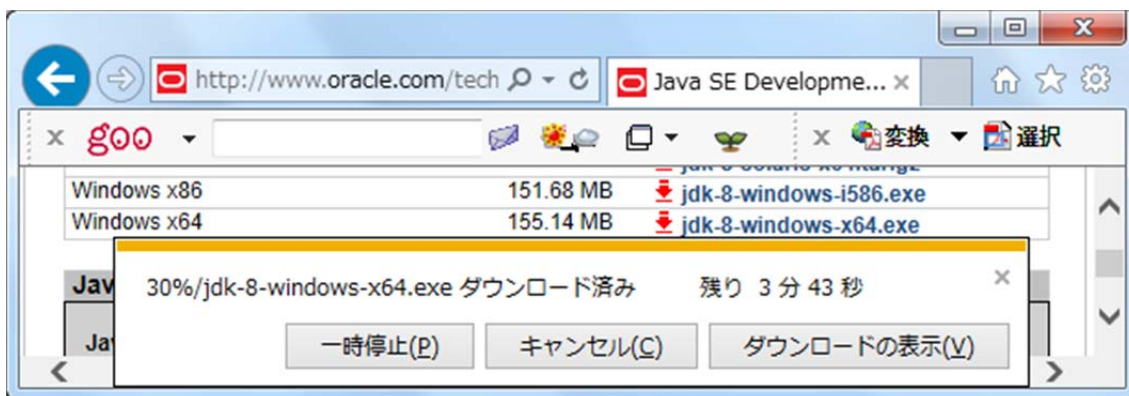 http://www.oracle.com/tech
Java SE Developme...
goo
変換
選択
Windows x86 151.68 MB jdk-8-windows-i586.exe
Windows x64 155.14 MB jdk-8-windows-x64.exe
Jav
30%/jdk-8-windows-x64.exe ダウンロード済み 残り 3 分 43 秒
Ja
一時停止(P) キャンセル(C) ダウンロードの表示(V)